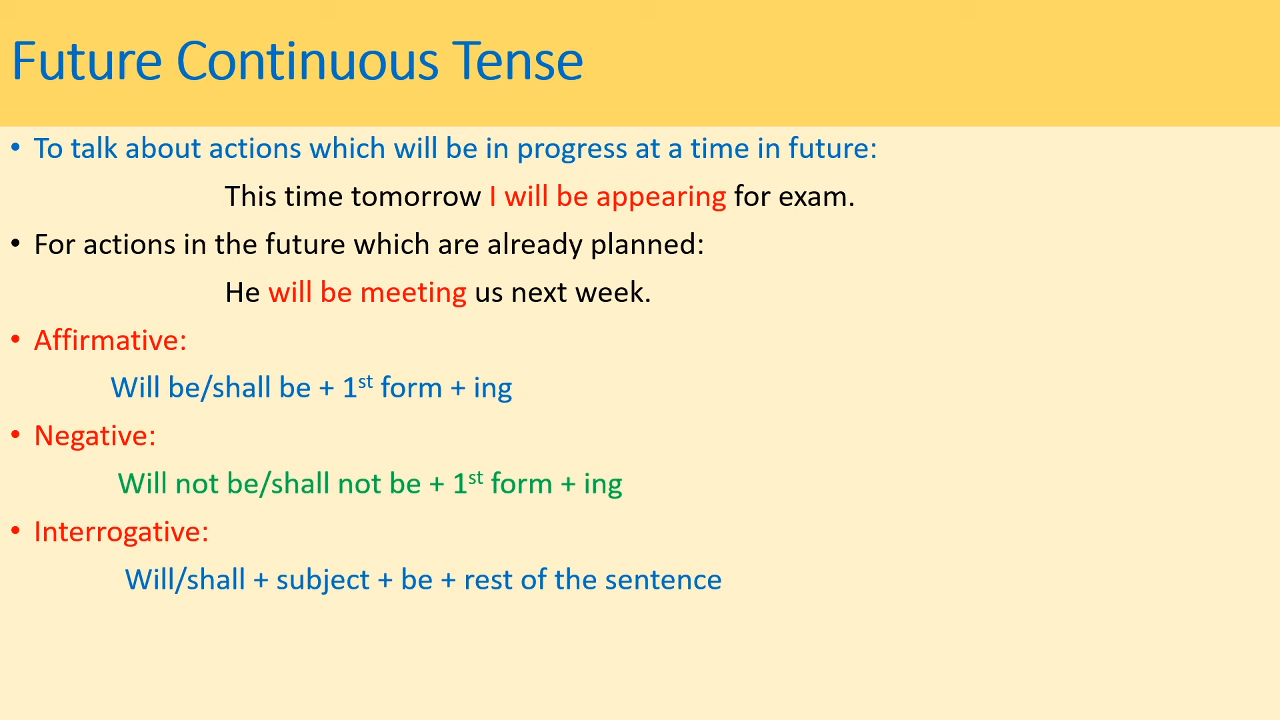 Future Continuous Tense
• To talk about actions which will be in progress at a time in future:
This time tomorrow I will be appearing for exam.
• For actions in the future which are already planned:
He will be meeting us next week.
• Affirmative:
Will be/shall be + 1st form + ing
• Negative:
Will not be/shall not be + 1st form + ing
• Interrogative:
Will/shall + subject + be + rest of the sentence